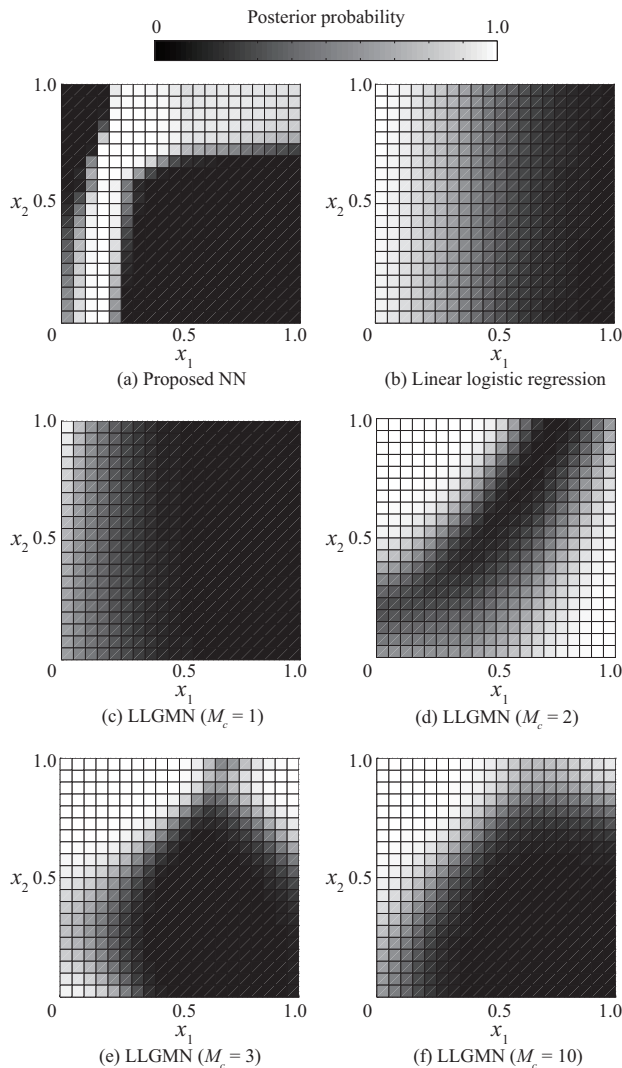 Posterior probability
0 1.0
1.0 1.0
x2 0.5 x2 0.5
0 0.5 1.0 0 0.5 1.0
x1 x1
(a) Proposed NN (b) Linear logistic regression
1.0 1.0
x2 0.5 x2 0.5
0 0.5 1.0 0 0.5 1.0
x1 x1
(c) LLGMN (Mc = 1) (d) LLGMN (Mc = 2)
1.0 1.0
x2 0.5 x2 0.5
0 0.5 1.0 0 0.5 1.0
x1 x1
(e) LLGMN (Mc = 3) (f) LLGMN (Mc = 10)